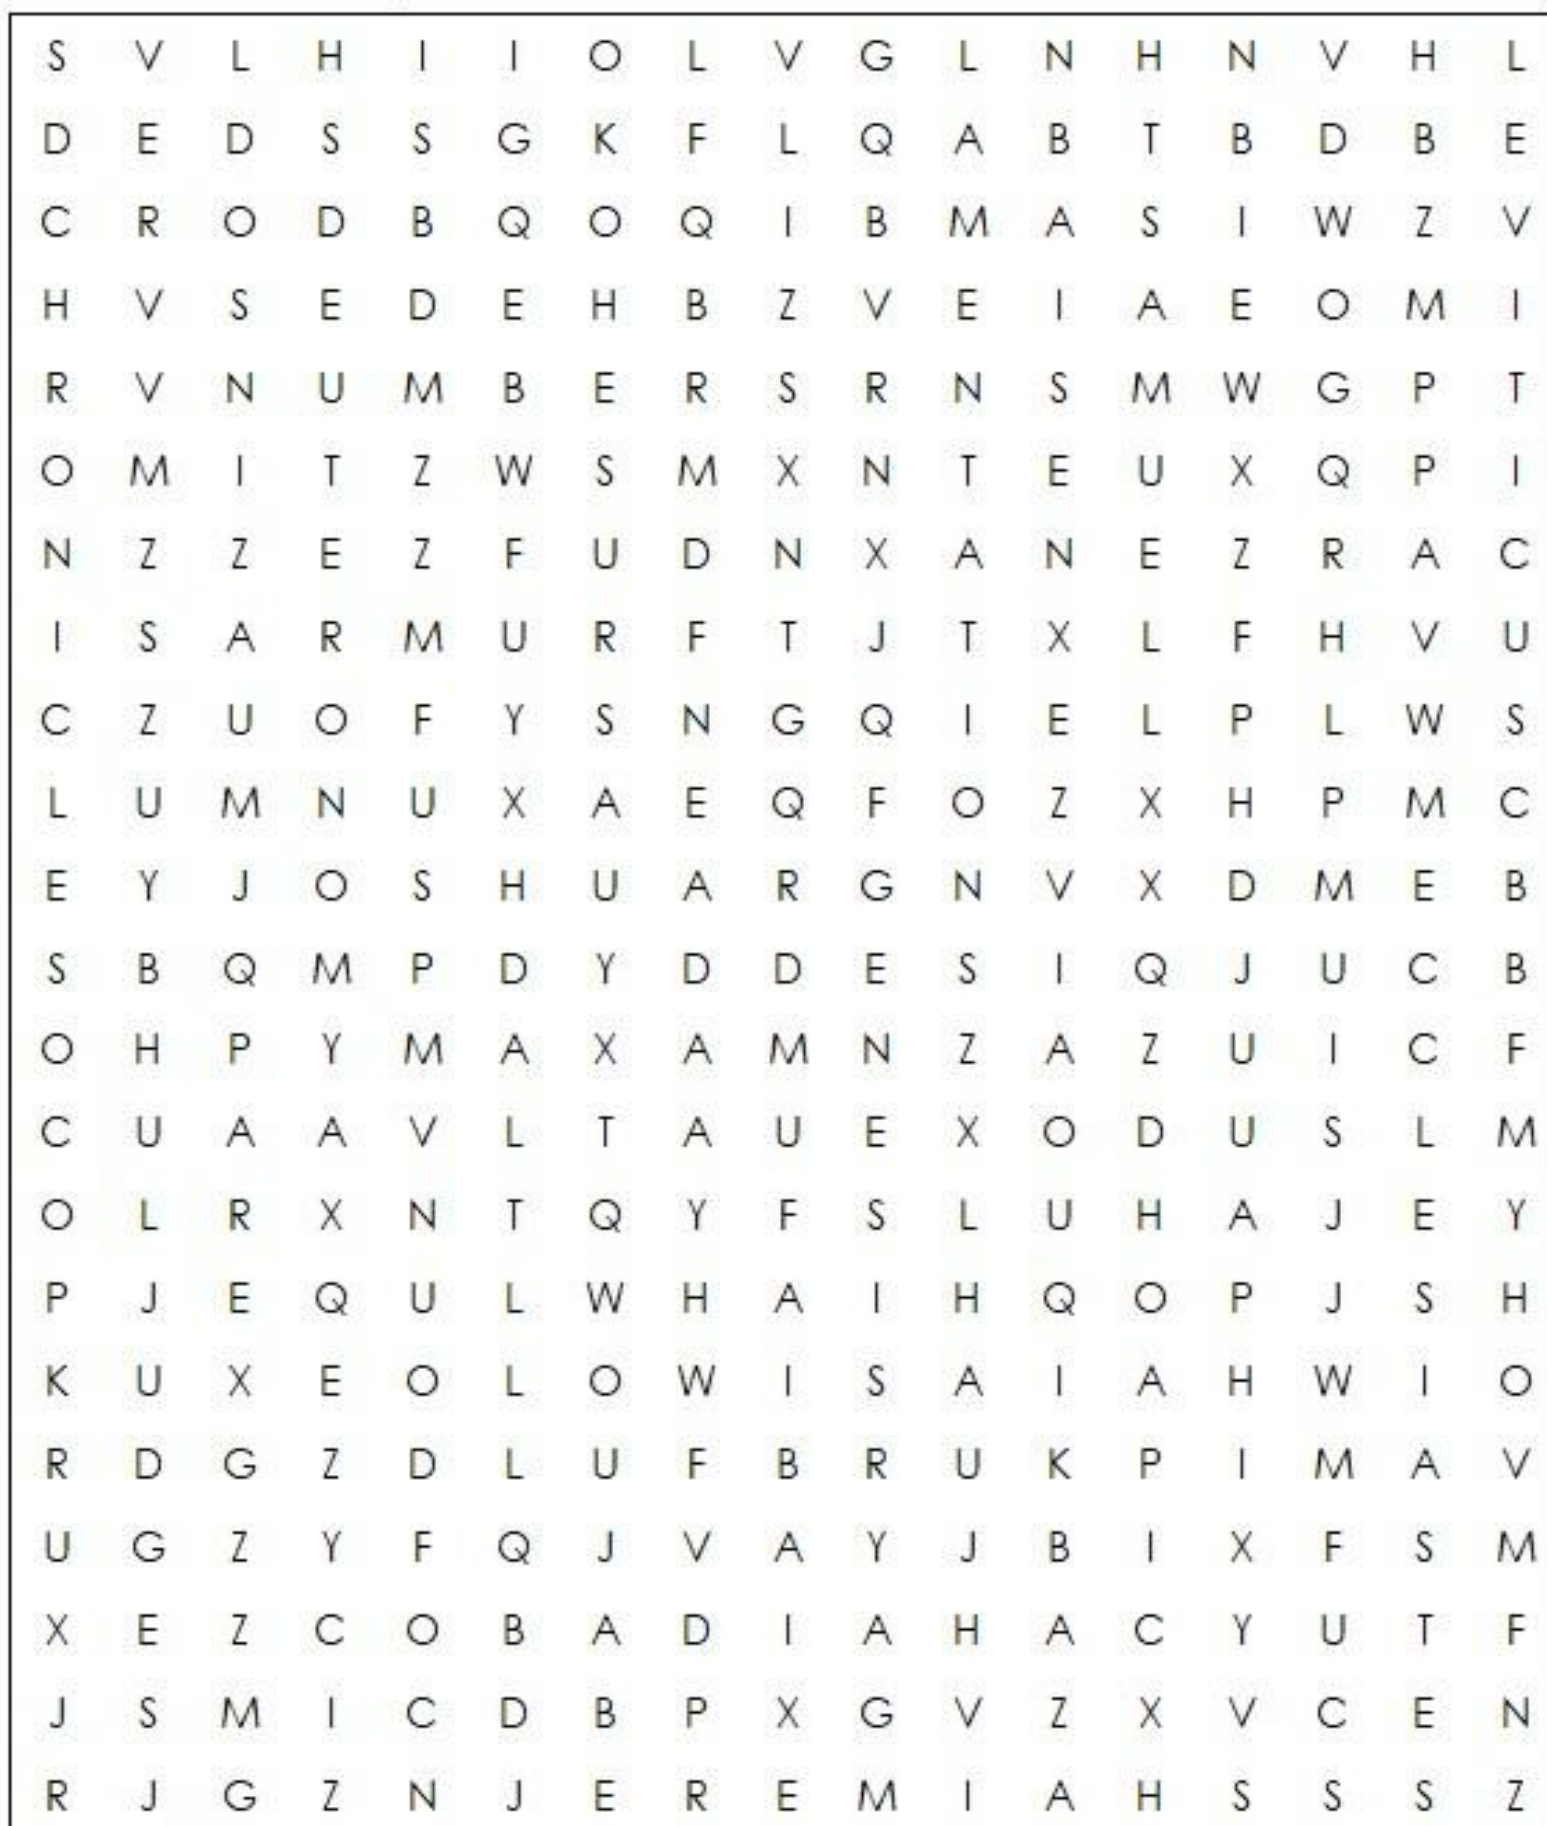 S V L H I I O L V G L N H N V H L
D E D S S G K F L Q A B T B D B E
C R O D B Q O Q I B M A S I W Z V
H V S E D E H B Z V E I A E O M I
R V N U M B E R S R N S M W G P T
O M I T Z W S M X N T E U X Q P I
N Z Z E Z F U D N X A N E Z R A C
I S A R M U R F T J T X L F H V U
C Z U O F Y S N G Q I E L P L W S
L U M N U X A E Q F O Z X H P M C
E Y J O S H U A R G N V X D M E B
S B Q M P D Y D D E S I Q J U C B
O H P Y M A X A M N Z A Z U I C F
C U A A V L T A U E X O D U S L M
O L R X N T Q Y F S L U H A J E Y
P J E Q U L W H A I H Q O P J S H
K U X E O L O W I S A I A H W I O
R D G Z D L U F B R U K P I M A V
U G Z Y F Q J V A Y J B I X F S M
X E Z C O B A D I A H A C Y U T F
J S M I C D B P X G V Z X V C E N
R J G Z N J E R E M I A H S S S Z